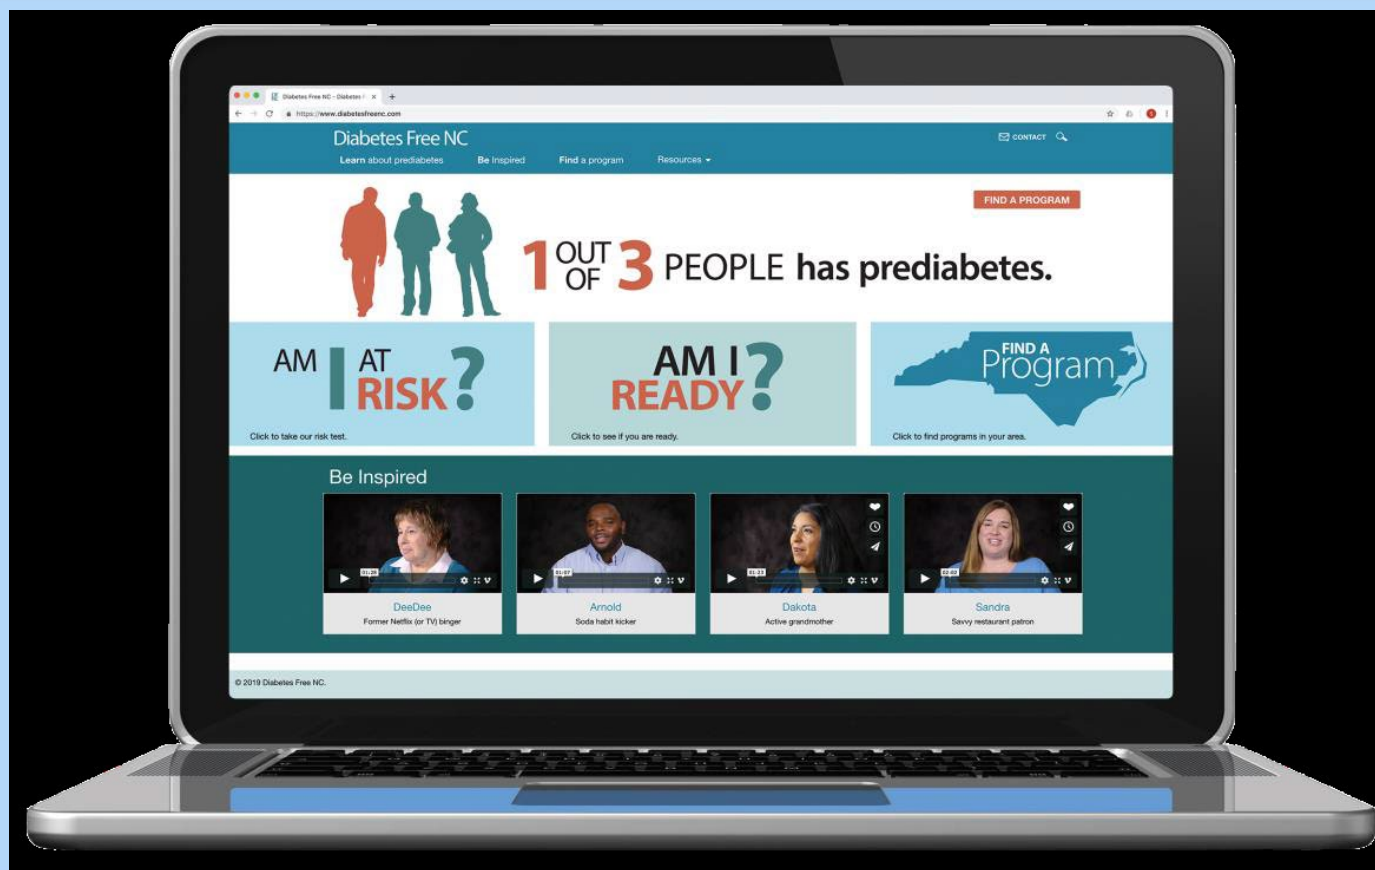 Diabetes Free NC - Diabetes F
https://www.diabetesfreenc.com
Diabetes Free NC
CONTACT
Learn about prediabetes Be Inspired Find a program Resources
FIND A PROGRAM
1 OUT OF 3 PEOPLE has prediabetes.
AM I AT RISK?
Click to take our risk test.
AM I READY?
Click to see if you are ready.
FIND A
Program
Click to find programs in your area.
Be Inspired
01:07
01:23
DeeDee
Former Netflix (or TV) binger
Arnold
Soda habit kicker
Dakota
Active grandmother
Sandra
Savvy restaurant patron
© 2019 Diabetes Free NC.